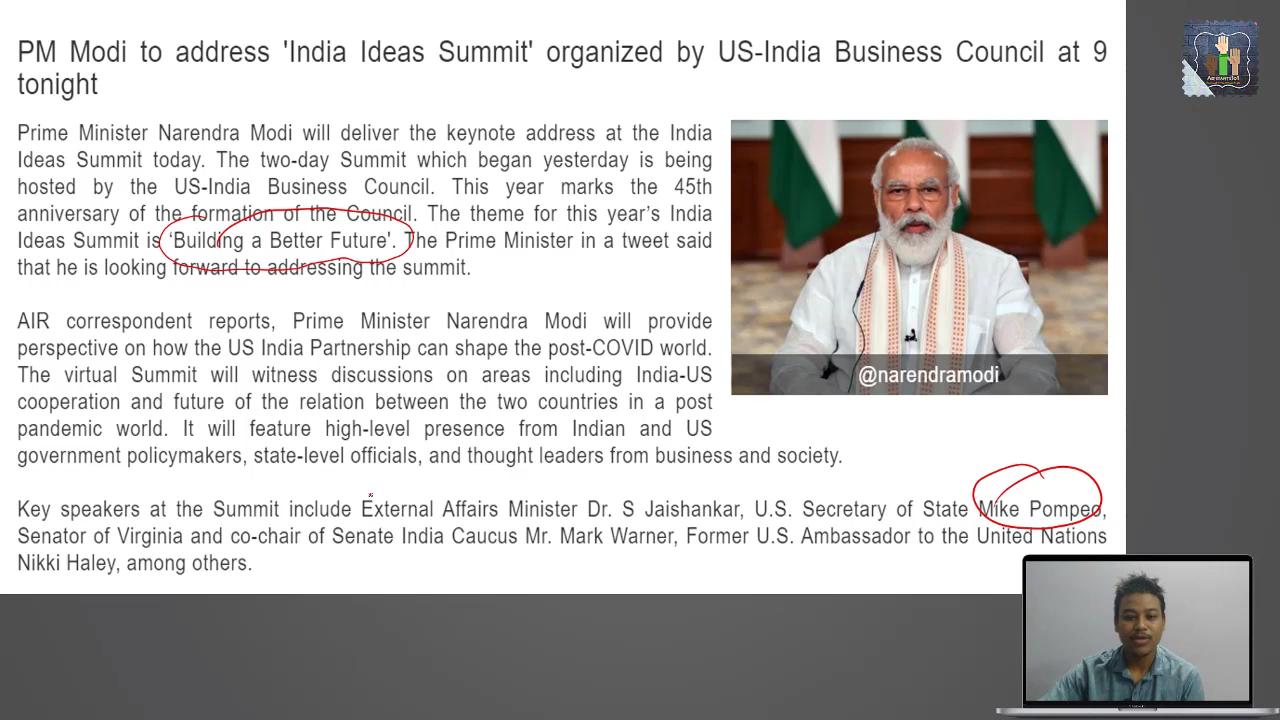 PM Modi to address 'India Ideas Summit' organized by US-India Business Council at 9
tonight
Prime Minister Narendra Modi will deliver the keynote address at the India
Ideas Summit today. The two-day Summit which began yesterday is being
hosted by the US-India Business Council. This year marks the 45th
anniversary of the formation of the Council. The theme for this year’s India
Ideas Summit is ‘Building a Better Future'. The Prime Minister in a tweet said
that he is looking forward to addressing the summit.
@narendramodi
AIR correspondent reports, Prime Minister Narendra Modi will provide
perspective on how the US India Partnership can shape the post-COVID world.
The virtual Summit will witness discussions on areas including India-US
cooperation and future of the relation between the two countries in a post
pandemic world. It will feature high-level presence from Indian and US
government policymakers, state-level officials, and thought leaders from business and society.
Key speakers at the Summit include External Affairs Minister Dr. S Jaishankar, U.S. Secretary of State Mike Pompeo,
Senator of Virginia and co-chair of Senate India Caucus Mr. Mark Warner, Former U.S. Ambassador to the United Nations
Nikki Haley, among others.